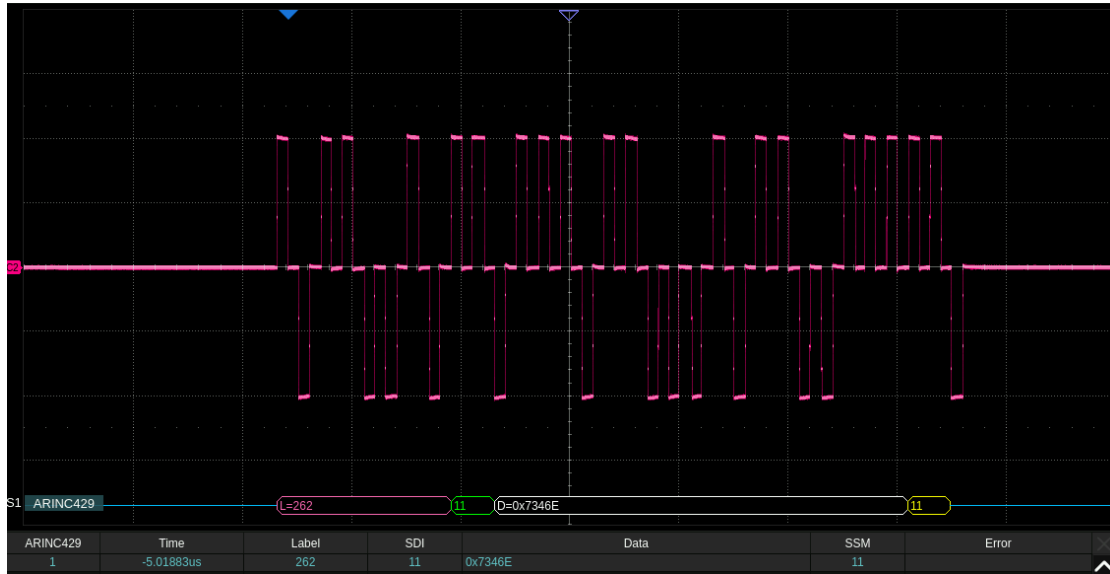 C2
S1 ARINC429 L=262 11 D=0x7346E 11
ARINC429 Time Label SDI Data SSM Error
1 -5.01883us 262 11 0x7346E 11